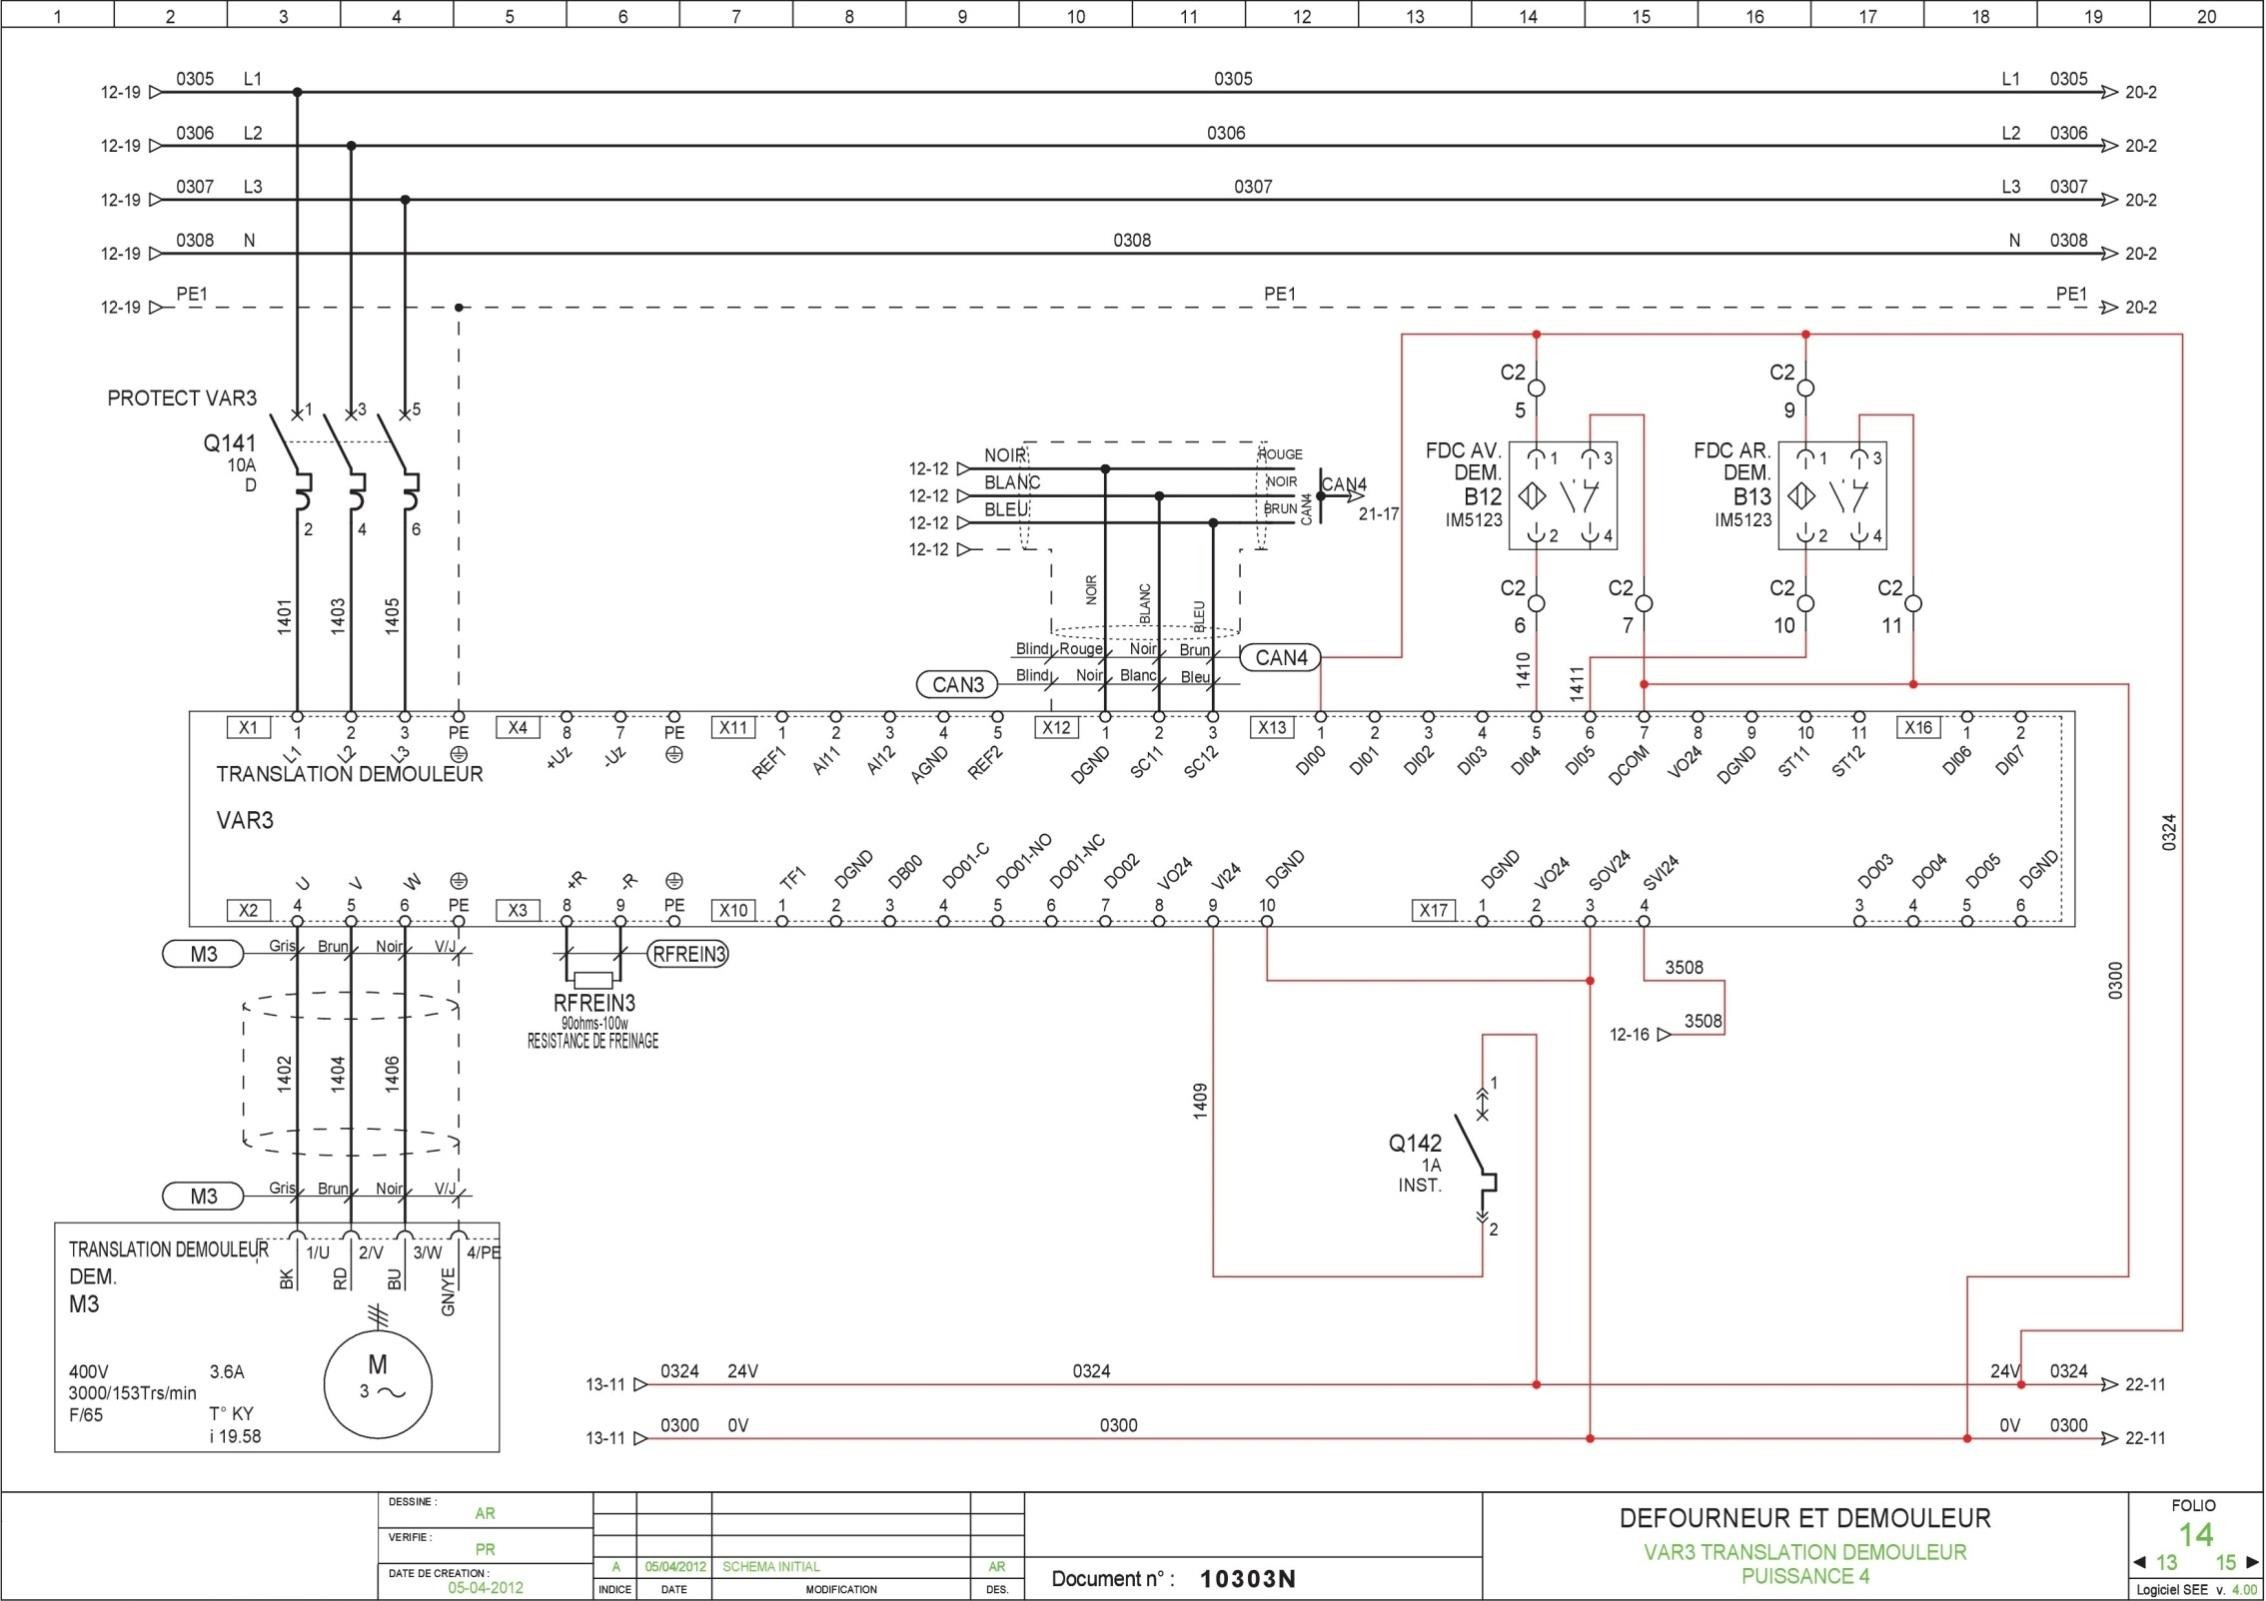 1 2 3 4 5 6 7 8 9 10 11 12 13 14 15 16 17 18 19 20
12-19 0305 L1 0305 L1 0305 20-2
12-19 0306 L2 0306 L2 0306 20-2
12-19 0307 L3 0307 L3 0307 20-2
12-19 0308 N 0308 N 0308 20-2
12-19 PE1 PE1 PE1 20-2
PROTECT VAR3
Q141
10A
D
1 3 5
2 4 6
1401 1403 1405
12-12 NOIR ROUGE
12-12 BLANC NOIR
12-12 BLEU BRUN
12-12
CAN4
CAN4
21-17
NOIR BLANC BLEU
Blind Rouge Noir Brun CAN4
CAN3 Blind Noir Blanc Bleu
C2
5
FDC AV.
DEM.
B12
IM5123
1 3
2 4
C2
6
C2
7
C2
9
FDC AR.
DEM.
B13
IM5123
1 3
2 4
C2
10
C2
11
1410 1411
X1 1 2 3 PE
L1 L2 L3
X4 8 7 PE
+Uz -Uz
X11 1 2 3 4 5
REF1 AI11 AI12 AGND REF2
X12 1 2 3
DGND SC11 SC12
X13 1 2 3 4 5 6 7 8 9 10 11
DI00 DI01 DI02 DI03 DI04 DI05 DCOM VO24 DGND ST11 ST12
X16 1 2
DI06 DI07
TRANSLATION DEMOULEUR
VAR3
U V W
X2 4 5 6 PE
+R -R
X3 8 9 PE
TF1 DGND DB00 DO01-C DO01-NO DO01-NC DO02 VO24 VI24 DGND
X10 1 2 3 4 5 6 7 8 9 10
DGND VO24 SOV24 SVI24
X17 1 2 3 4
DO03 DO04 DO05 DGND
3 4 5 6
0324
0300
M3 Gris Brun Noir V/J
RFREIN3
RFREIN3
90ohms-100w
RESISTANCE DE FREINAGE
3508
12-16 3508
1402 1404 1406
1409
1
Q142
1A
INST.
2
M3 Gris Brun Noir V/J
TRANSLATION DEMOULEUR
DEM.
M3
1/U 2/V 3/W 4/PE
BK RD BU GN/YE
M
3
400V 3.6A
3000/153Trs/min
F/65 T° KY
i 19.58
13-11 0324 24V 0324 24V 0324 22-11
13-11 0300 0V 0300 0V 0300 22-11
DESSINE :
AR
VERIFIE :
PR
DATE DE CREATION :
05-04-2012
A 05/04/2012 SCHEMA INITIAL AR
INDICE DATE MODIFICATION DES.
Document n° : 10303N
DEFOURNEUR ET DEMOULEUR
VAR3 TRANSLATION DEMOULEUR
PUISSANCE 4
FOLIO
14
13 15
Logiciel SEE v. 4.00